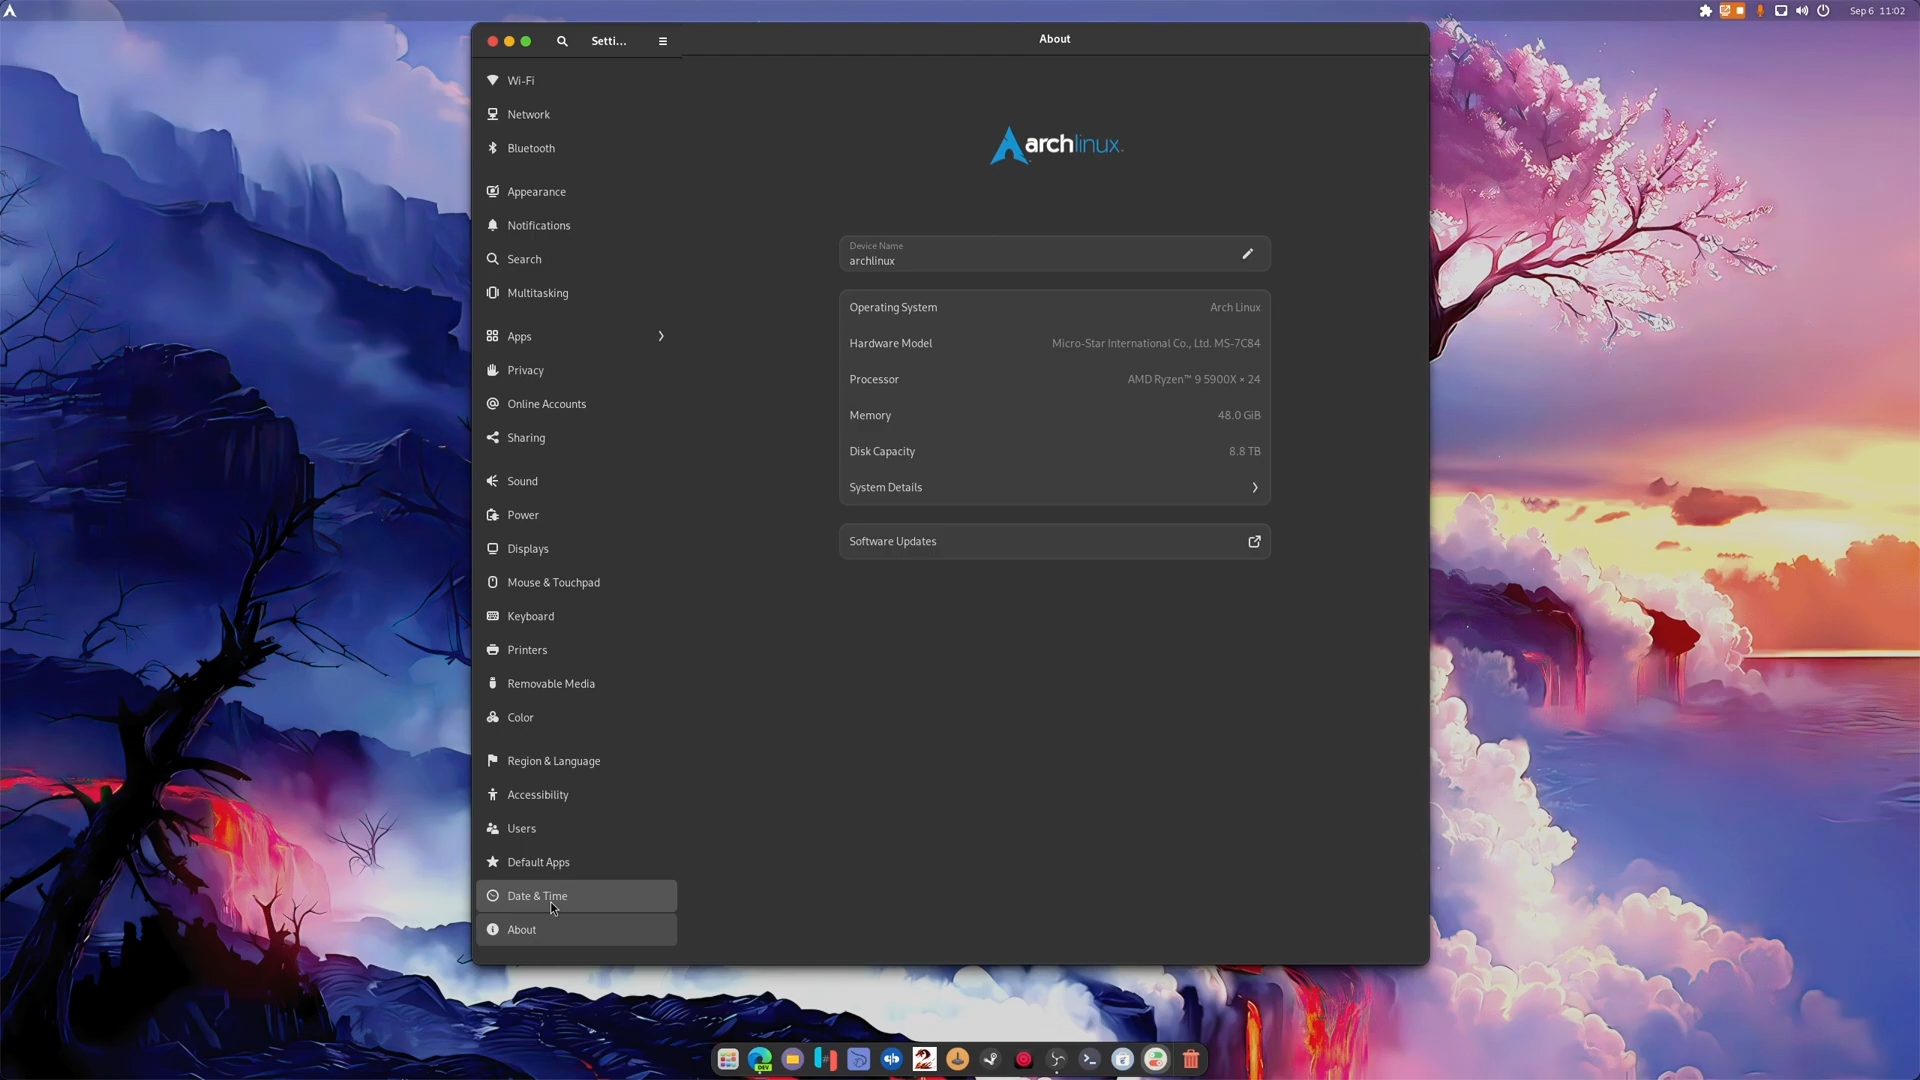 Sep 6 11:02
Setti...
About
Wi-Fi
Network
Bluetooth
Appearance
Notifications
Search
Multitasking
Apps
Privacy
Online Accounts
Sharing
Sound
Power
Displays
Mouse & Touchpad
Keyboard
Printers
Removable Media
Color
Region & Language
Accessibility
Users
Default Apps
Date & Time
About
archlinux
Device Name
archlinux
Operating System Arch Linux
Hardware Model Micro-Star International Co., Ltd. MS-7C84
Processor AMD Ryzen™ 9 5900X × 24
Memory 48.0 GiB
Disk Capacity 8.8 TB
System Details
Software Updates
DEV